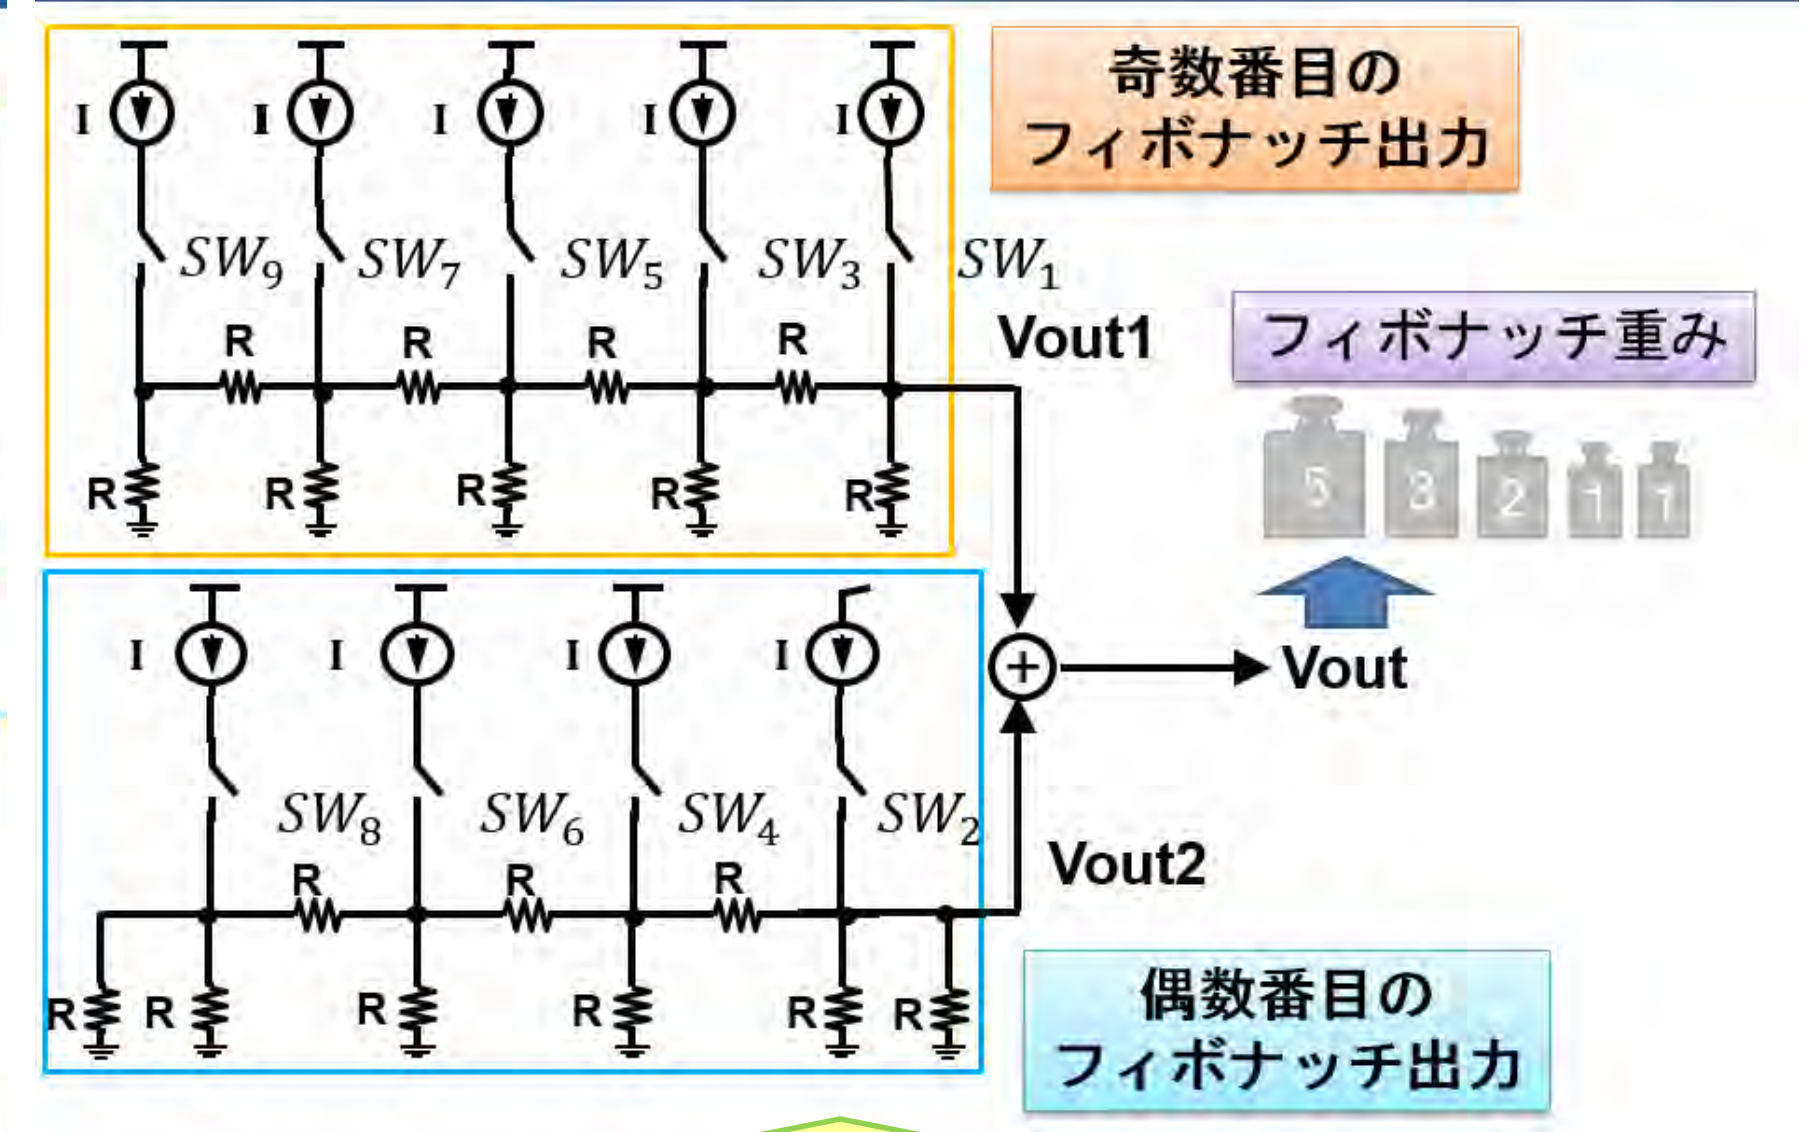 奇数番目の
フィボナッチ出力
I I I I I
SW₉ SW₇ SW₅ SW₃ SW₁
R R R R
Vout1
フィボナッチ重み
R R R R R
5 3 2 1 1
I I I I
+
Vout
SW₈ SW₆ SW₄ SW₂
R R R
Vout2
R R R R R R
偶数番目の
フィボナッチ出力